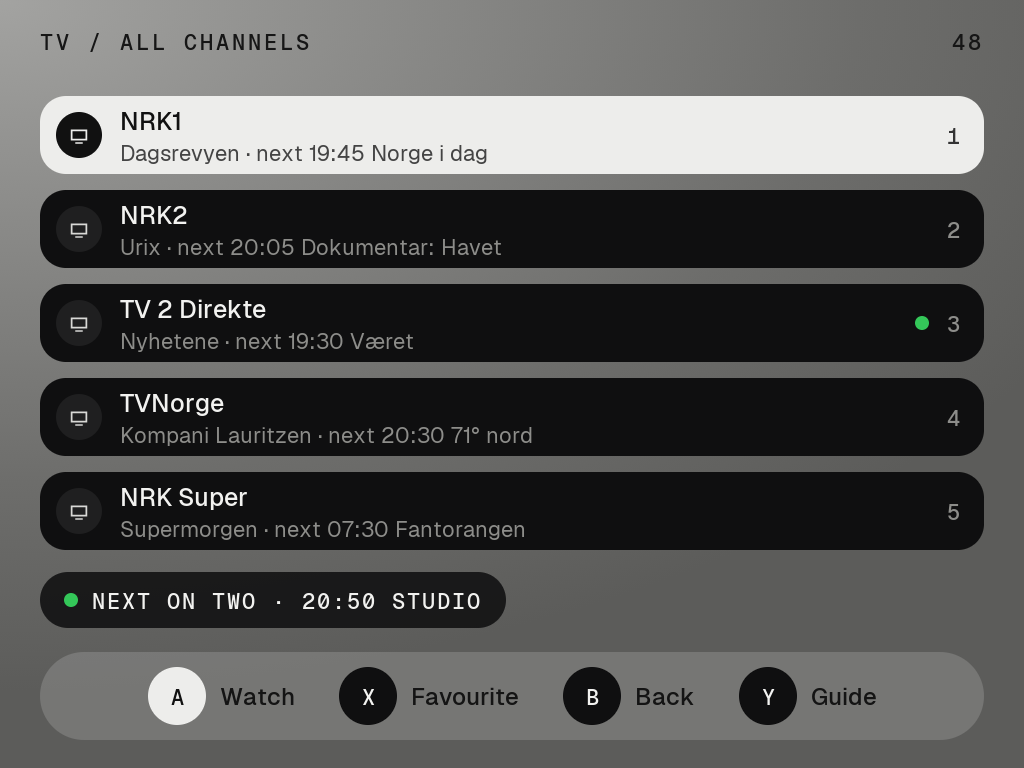 TV / ALL CHANNELS 48
NRK1
Dagsrevyen · next 19:45 Norge i dag
1
NRK2
Urix · next 20:05 Dokumentar: Havet
2
TV 2 Direkte
Nyhetene · next 19:30 Været
3
TVNorge
Kompani Lauritzen · next 20:30 71° nord
4
NRK Super
Supermorgen · next 07:30 Fantorangen
5
NEXT ON TWO · 20:50 STUDIO
A Watch X Favourite B Back Y Guide